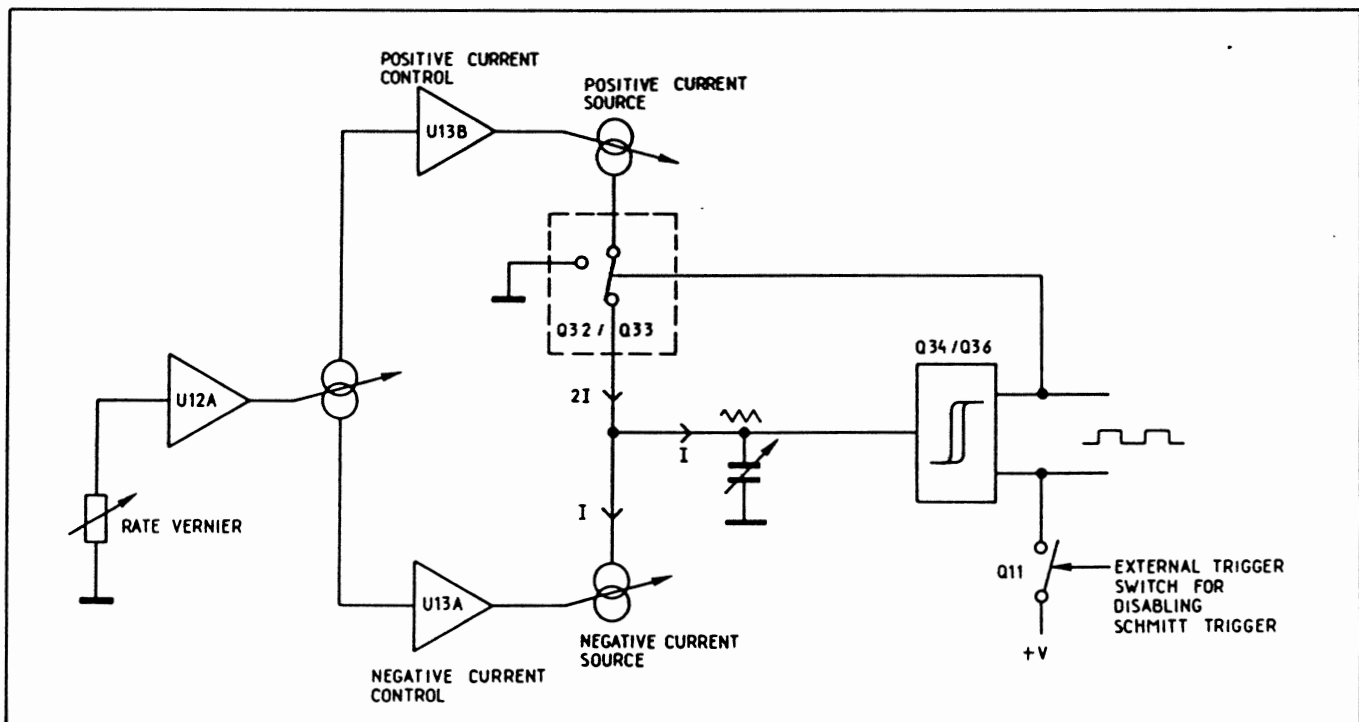 POSITIVE CURRENT
CONTROL
POSITIVE CURRENT
SOURCE
U13B
Q32 / Q33
Q34/Q36
U12A
2I
I
RATE VERNIER
I
U13A
Q11
EXTERNAL TRIGGER
SWITCH FOR
DISABLING
SCHMITT TRIGGER
+V
NEGATIVE CURRENT
SOURCE
NEGATIVE CURRENT
CONTROL